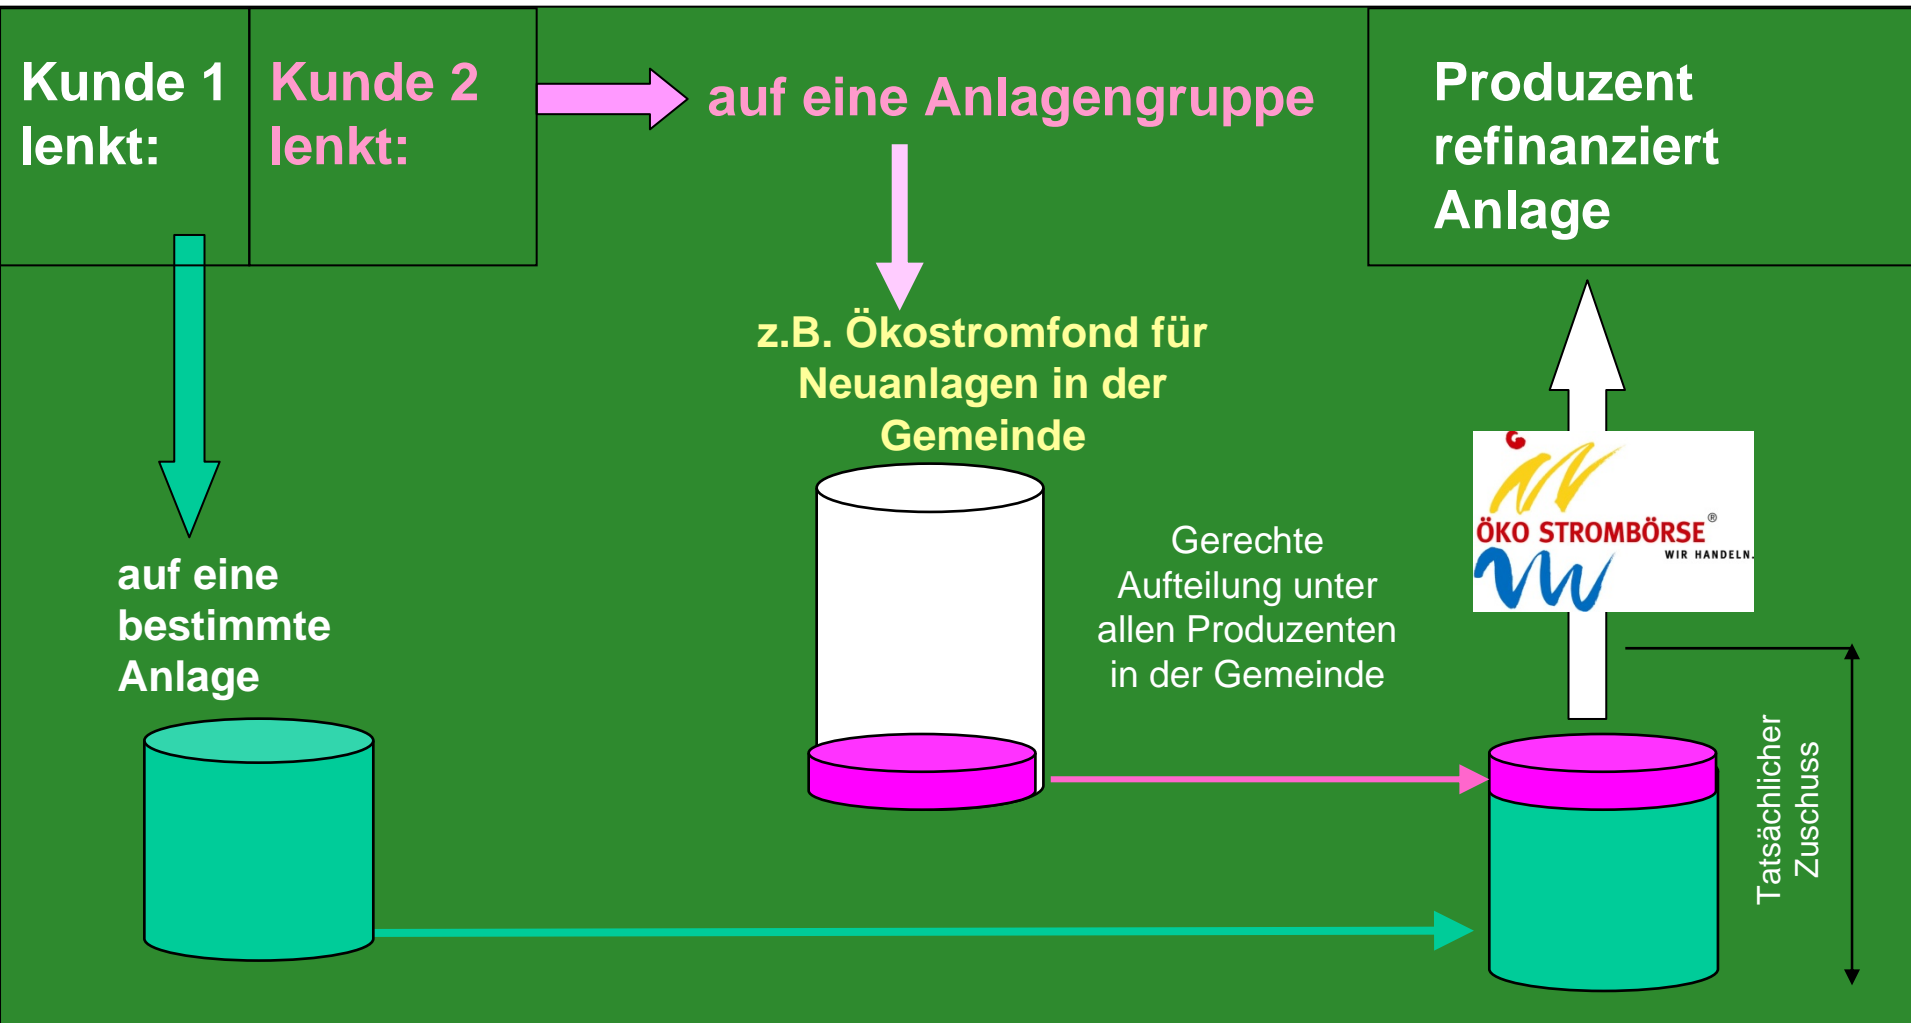 Kunde 1
lenkt:
Kunde 2
lenkt:
auf eine Anlagengruppe
Produzent
refinanziert
Anlage
z.B. Ökostromfond für
Neuanlagen in der
Gemeinde
auf eine
bestimmte
Anlage
Gerechte
Aufteilung unter
allen Produzenten
in der Gemeinde
ÖKO STROMBÖRSE®
WIR HANDELN.
Tatsächlicher
Zuschuss